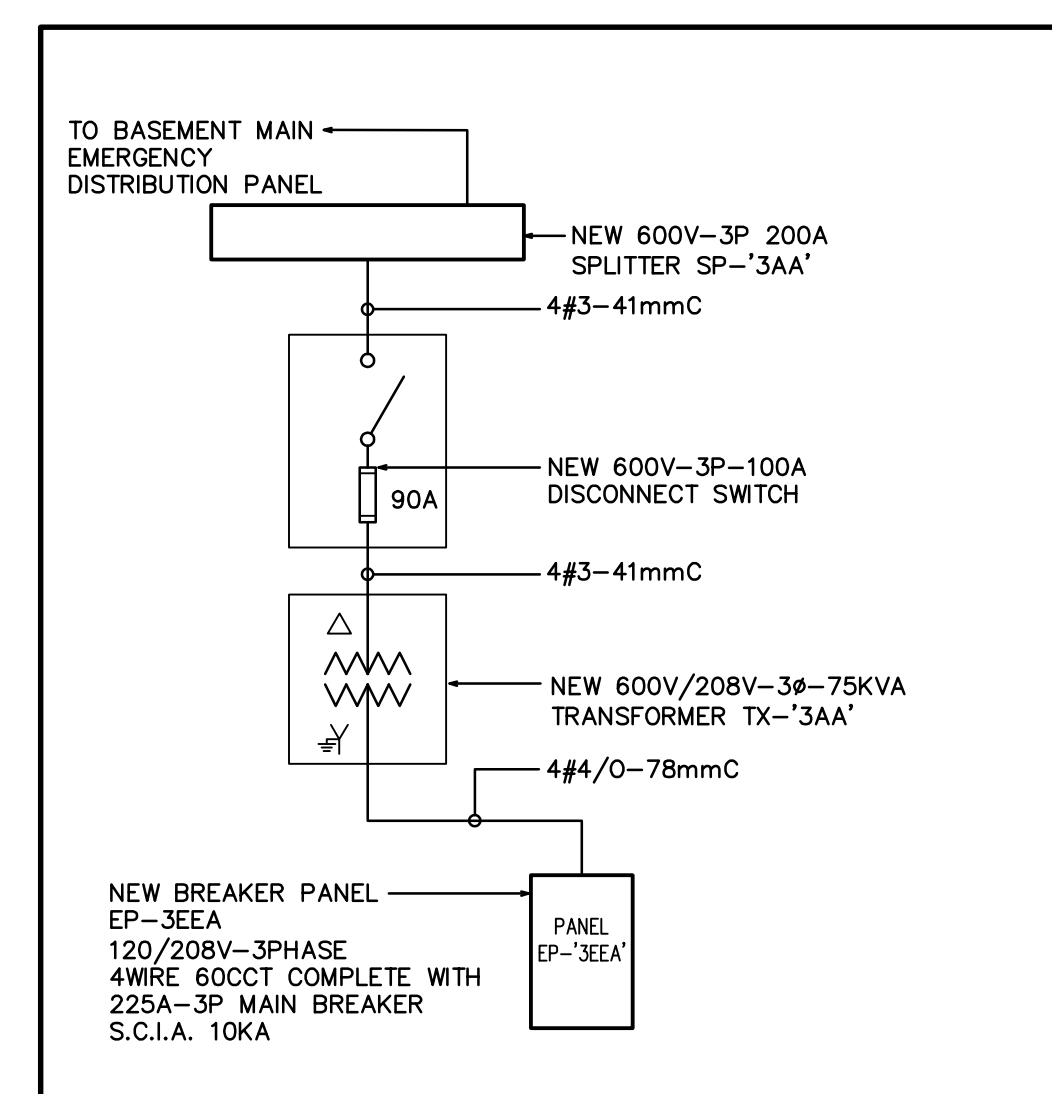 TO BASEMENT MAIN
EMERGENCY
DISTRIBUTION PANEL
NEW 600V-3P 200A
SPLITTER SP-'3AA'
4#3-41mmC
NEW 600V-3P-100A
DISCONNECT SWITCH
90A
4#3-41mmC
NEW 600V/208V-3ø-75KVA
TRANSFORMER TX-'3AA'
4#4/0-78mmC
NEW BREAKER PANEL
EP-3EEA
120/208V-3PHASE
4WIRE 60CCT COMPLETE WITH
225A-3P MAIN BREAKER
S.C.I.A. 10KA
PANEL
EP-'3EEA'